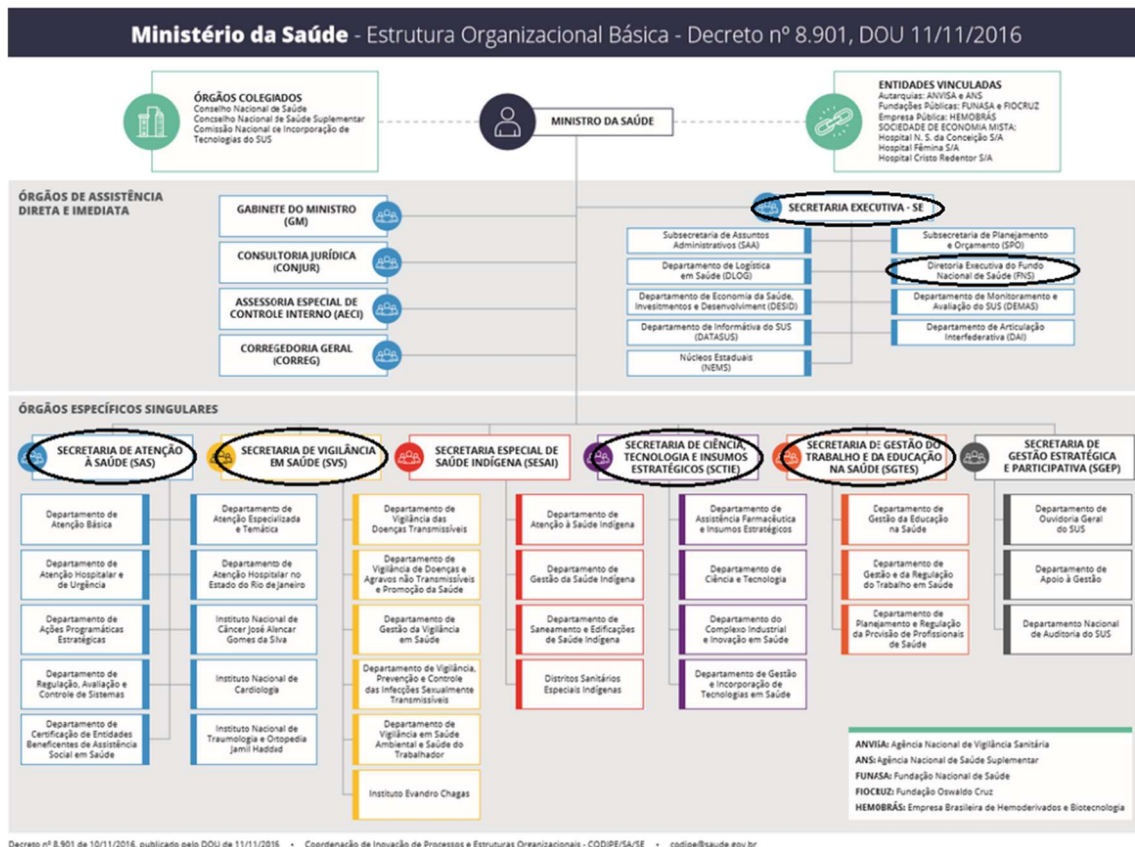 Ministério da Saúde - Estrutura Organizacional Básica - Decreto nº 8.901, DOU 11/11/2016
ÓRGÃOS COLEGIADOS
Conselho Nacional de Saúde
Concselho Nacional de Saúde Suplementar
Comissão Nacional de Incorporação de
Tecnologias do SUS
MINISTRO DA SAÚDE
ENTIDADES VINCULADAS
Autarquias: ANVISA e ANS
Fundações Públicas: FUNASA e FIOCRUZ
Empresa Pública: HEMOBRÁS
SOCIEDADE DE ECONOMIA MISTA:
Hospital N. S. da Conceição S/A
Hospital Fêmina S/A
Hospital Cristo Redentor S/A
ÓRGÃOS DE ASSISTÊNCIA
DIRETA E IMEDIATA
GABINETE DO MINISTRO
(GM)
CONSULTORIA JURÍDICA
(CONJUR)
ASSESSORIA ESPECIAL DE
CONTROLE INTERNO (AECI)
CORREGEDORIA GERAL
(CORREG)
SECRETARIA EXECUTIVA - SE
Subsecretaria de Assuntos
Administrativos (SAA)
Subsecretaria de Planejamento
e Orçamento (SPO)
Departamento de Logística
em Saúde (DLOG)
Diretoria Executiva do Fundo
Nacional de Saúde (FNS)
Departamento de Economia da Saúde,
Investimentos e Desenvolviment (DESID)
Departamento de Monitoramento e
Avaliação do SUS (DEMAS)
Departamento de Informátiva do SUS
(DATASUS)
Departamento de Articulação
Interfederativa (DAI)
Núcleos Estaduais
(NEMS)
ÓRGÃOS ESPECÍFICOS SINGULARES
SECRETARIA DE ATENÇÃO
À SAÚDE (SAS)
Departamento de
Atenção Básica
Departamento de
Atenção Hospitalar e
de Urgência
Departamento de
Ações Programáticas
Estratégicas
Departamento de
Regulação, Avaliação e
Controle de Sistemas
Departamento de
Certificação de Entidades
Beneficentes de Assistência
Social em Saúde
Departamento de
Atenção Especializada
e Temática
Departamento de
Atenção Hospitalar no
Estado do Rio de Janeiro
Instituto Nacional de
Câncer José Alencar
Gomes da Silva
Instituto Nacional de
Cardiologia
Instituto Nacional de
Traumologia e Ortopedia
Jamil Haddad
SECRETARIA DE VIGILÂNCIA
EM SAÚDE (SVS)
Departamento de
Vigilância das
Doenças Transmissíveis
Departamento de
Vigilância de Doenças e
Agravos não Transmissíveis
e Promoção da Saúde
Departamento de
Gestão da Vigilância
em Saúde
Departamento de Vigilância,
Prevenção e Controle
das Infecções Sexualmente
Transmissíveis
Departamento de
Vigilância em Saúde
Ambiental e Saúde do
Trabalhador
Instituto Evandro Chagas
SECRETARIA ESPECIAL DE
SAÚDE INDÍGENA (SESAI)
Departamento de
Atenção à Saúde Indígena
Departamento de
Gestão da Saúde Indígena
Departamento de
Saneamento e Edificações
de Saúde Indígena
Distritos Sanitários
Especiais Indígenas
SECRETARIA DE CIÊNCIA,
TECNOLOGIA E INSUMOS
ESTRATÉGICOS (SCTIE)
Departamento de
Assistência Farmacêutica
e Insumos Estratégicos
Departamento de
Ciência e Tecnologia
Departamento do
Complexo Industrial
e Inovação em Saúde
Departamento de Gestão
e Incorporação de
Tecnologias em Saúde
SECRETARIA DE GESTÃO DO
TRABALHO E DA EDUCAÇÃO
NA SAÚDE (SGTES)
Departamento de
Gestão da Educação
na Saúde
Departamento de
Gestão e da Regulação
do Trabalho em Saúde
Departamento de
Planejamento e Regulação
da Provisão de Profissionais
de Saúde
SECRETARIA DE
GESTÃO ESTRATÉGICA
E PARTICIPATIVA (SGEP)
Departamento de
Ouvidoria Geral
do SUS
Departamento de
Apoio à Gestão
Departamento Nacional
de Auditoria do SUS
ANVISA: Agência Nacional de Vigilância Sanitária
ANS: Agência Nacional de Saúde Suplementar
FUNASA: Fundação Nacional de Saúde
FIOCRUZ: Fundação Oswaldo Cruz
HEMOBRÁS: Empresa Brasileira de Hemoderivados e Biotecnologia
Decreto nº 8.901 de 10/11/2016, publicado pelo DOU de 11/11/2016 • Coordenação de Inovação de Processos e Estruturas Organizacionais - CODIPE/SA/SE • codipe@saude.gov.br